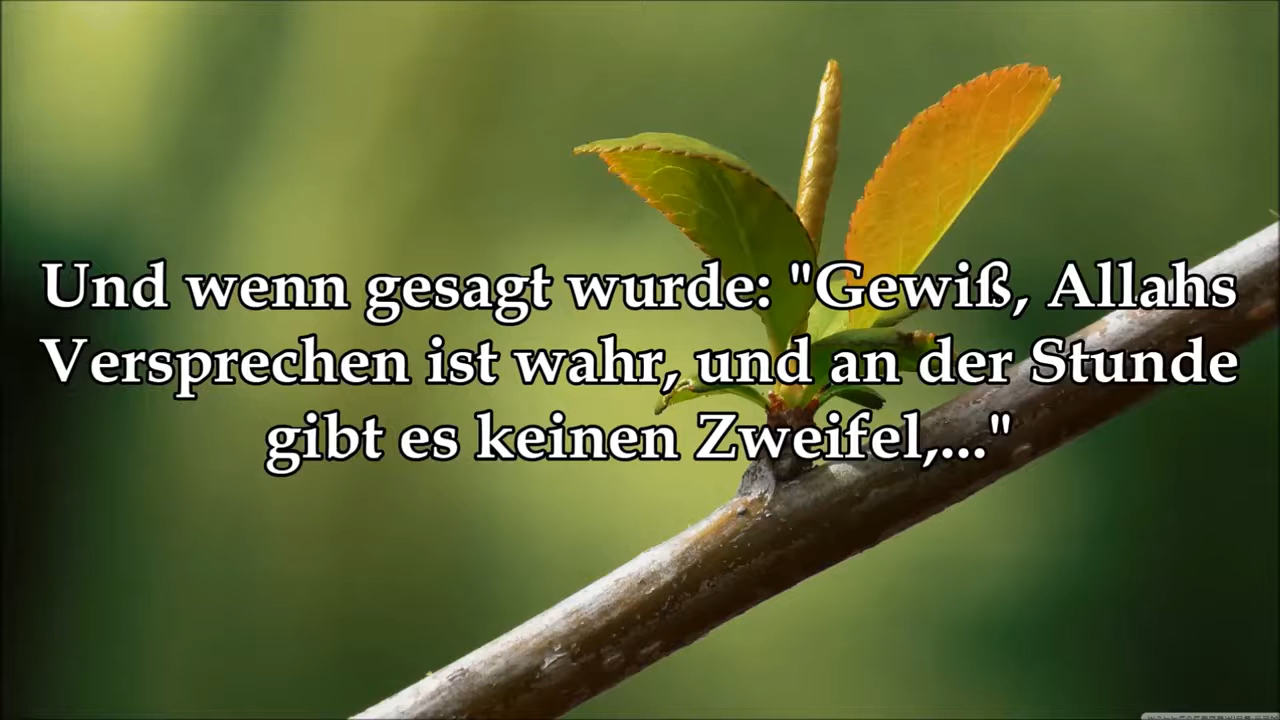 Und wenn gesagt wurde: "Gewiß, Allahs
Versprechen ist wahr, und an der Stunde
gibt es keinen Zweifel,..."